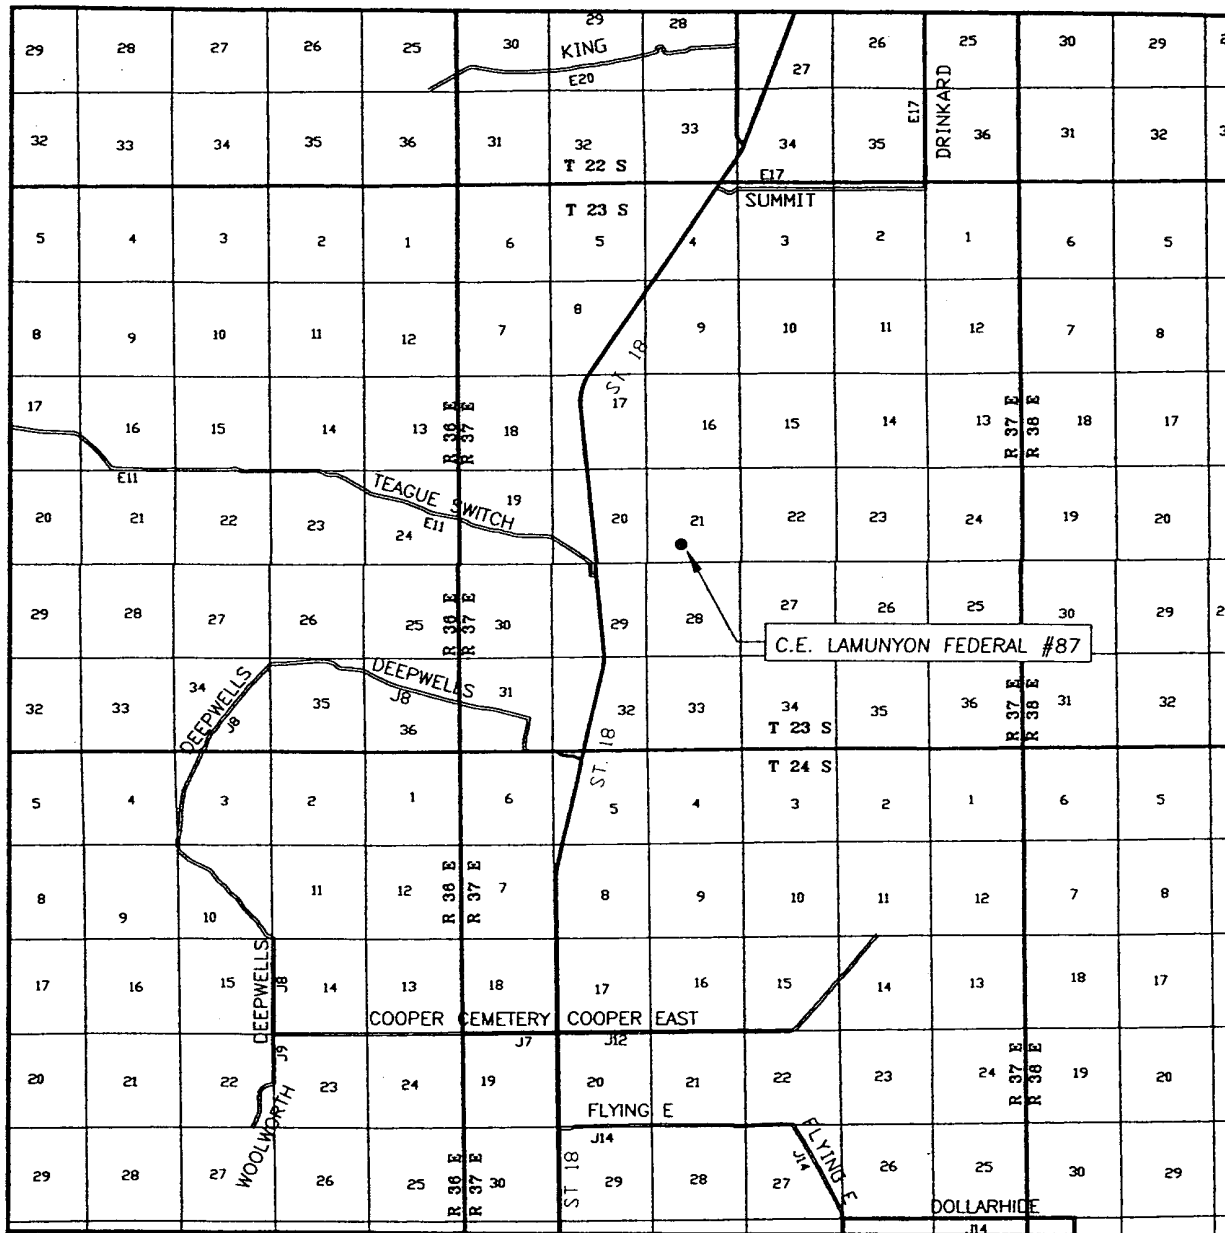 29 28 27 26 25 30 29 28 27 26 25 30 29
KING
E20
E17
DRINKARD
32 33 34 35 36 31 32 33 34 35 36 31 32
T 22 S
E17
SUMMIT
T 23 S
5 4 3 2 1 6 5 4 3 2 1 6 5
8 9 10 11 12 7 8 9 10 11 12 7 8
ST. 18
17 16 15 14 13 18 17 16 15 14 13 18 17
R 36 E
R 37 E
R 37 E
R 38 E
E11
TEAGUE SWITCH
E11
20 21 22 23 24 19 20 21 22 23 24 19 20
29 28 27 26 25 30 29 28 27 26 25 30 29
R 36 E
R 37 E
C.E. LAMUNYON FEDERAL #87
DEEPWELLS
J8
DEEPWELLS
J8
32 33 34 35 36 31 32 33 34 35 36 31 32
R 37 E
R 38 E
T 23 S
ST. 18
T 24 S
5 4 3 2 1 6 5 4 3 2 1 6 5
8 9 10 11 12 7 8 9 10 11 12 7 8
R 36 E
R 37 E
17 16 15 14 13 18 17 16 15 14 13 18 17
DEEPWELLS
J8
COOPER CEMETERY COOPER EAST
J7 J12
J9
20 21 22 23 24 19 20 21 22 23 24 19 20
R 37 E
R 38 E
WOOLWORTH
FLYING E
J14
FLYING E
J14
29 28 27 26 25 30 29 28 27 26 25 30 29
R 36 E
R 37 E
ST 18
DOLLARHIDE
J14